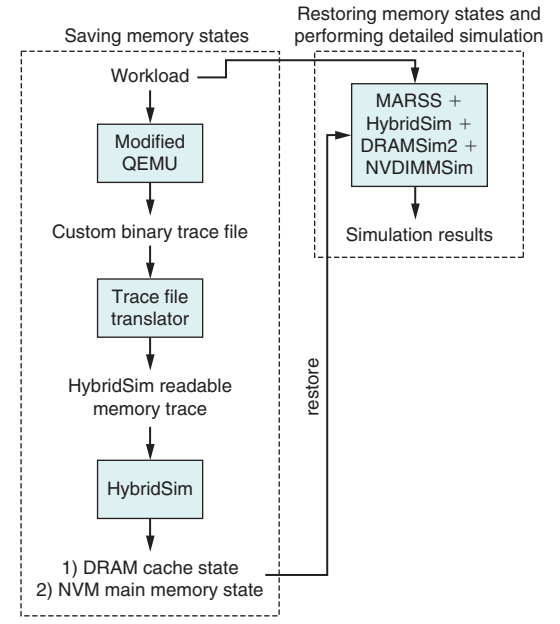 Saving memory states
Workload
Modified
QEMU
Custom binary trace file
Trace file
translator
HybridSim readable
memory trace
HybridSim
1) DRAM cache state
2) NVM main memory state
restore
Restoring memory states and
performing detailed simulation
MARSS +
HybridSim +
DRAMSim2 +
NVDIMMSim
Simulation results